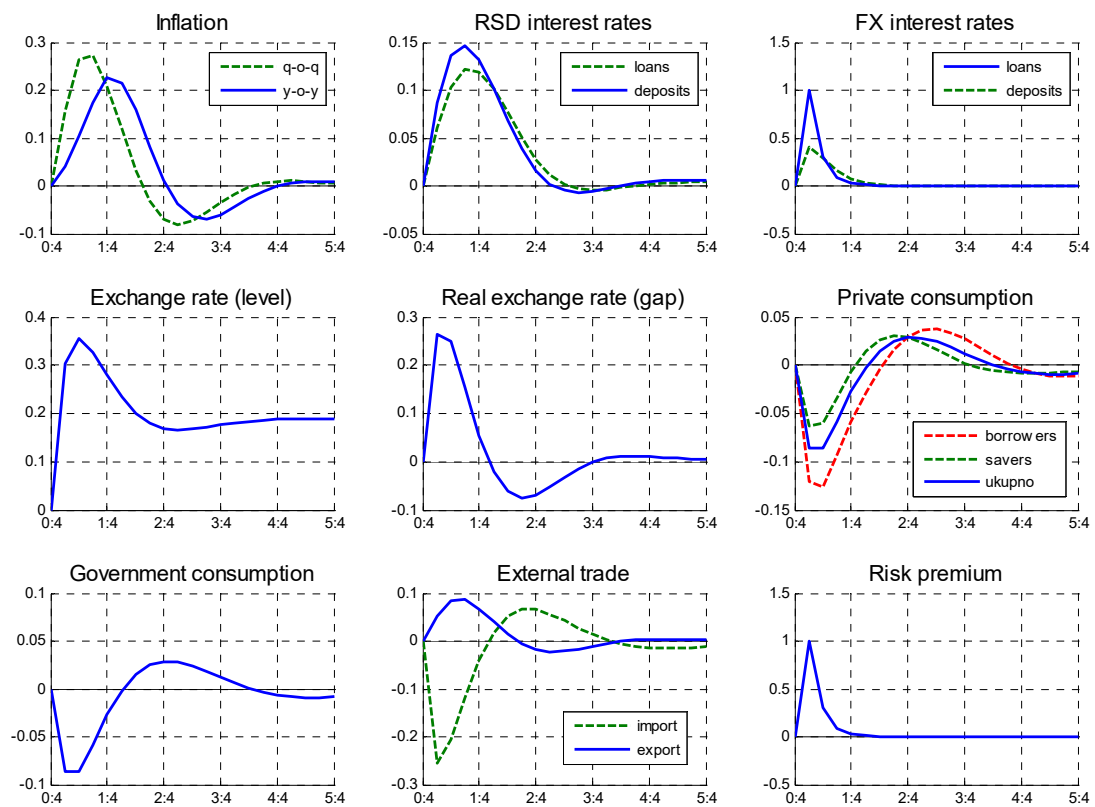 Inflation
0.3
0.2
0.1
0
-0.1
q-o-q
y-o-y
0:4 1:4 2:4 3:4 4:4 5:4
RSD interest rates
0.15
0.1
0.05
0
-0.05
loans
deposits
0:4 1:4 2:4 3:4 4:4 5:4
FX interest rates
1.5
1
0.5
0
-0.5
loans
deposits
0:4 1:4 2:4 3:4 4:4 5:4
Exchange rate (level)
0.4
0.3
0.2
0.1
0
0:4 1:4 2:4 3:4 4:4 5:4
Real exchange rate (gap)
0.3
0.2
0.1
0
-0.1
0:4 1:4 2:4 3:4 4:4 5:4
Private consumption
0.05
0
-0.05
-0.1
-0.15
borrowers
savers
ukupno
0:4 1:4 2:4 3:4 4:4 5:4
Government consumption
0.1
0.05
0
-0.05
-0.1
0:4 1:4 2:4 3:4 4:4 5:4
External trade
0.1
0
-0.1
-0.2
-0.3
import
export
0:4 1:4 2:4 3:4 4:4 5:4
Risk premium
1.5
1
0.5
0
-0.5
0:4 1:4 2:4 3:4 4:4 5:4